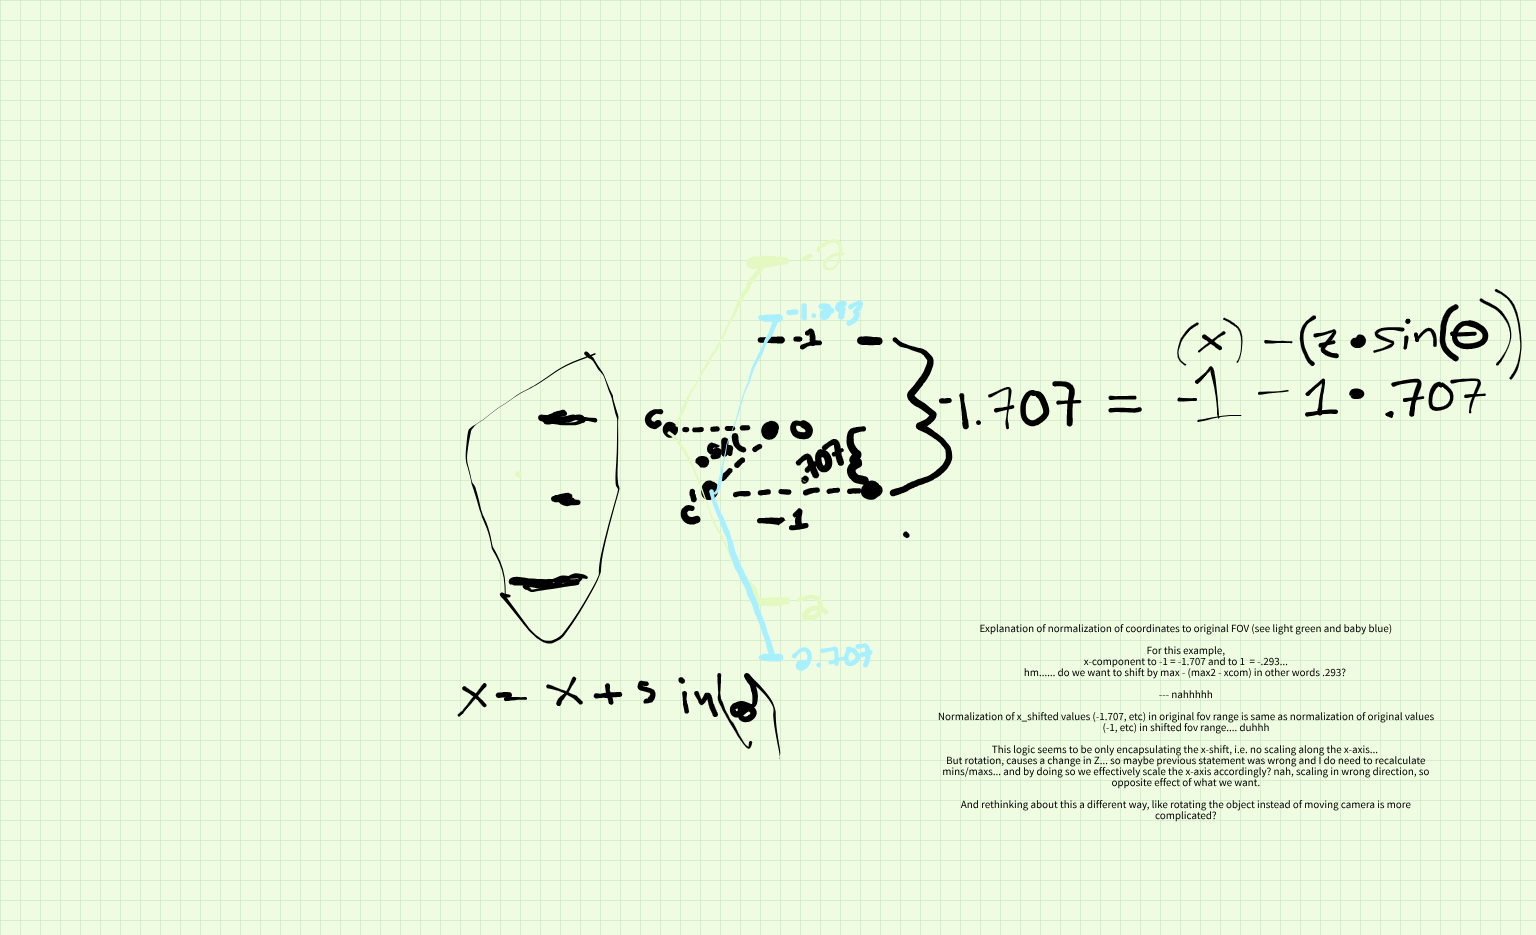 -2
-1.293
-1
(x) - (z • sin(θ))
-1.707 = -1 - 1 • .707
c
0
.707
c'
1
-2
2.707
x = x + sin(
Explanation of normalization of coordinates to original FOV (see light green and baby blue)
For this example,
x-component to -1 = -1.707 and to 1 = -.293...
hm...... do we want to shift by max - (max2 - xcom) in other words .293?
--- nahhhhh
Normalization of x_shifted values (-1.707, etc) in original fov range is same as normalization of original values
(-1, etc) in shifted fov range.... duhhh
This logic seems to be only encapsulating the x-shift, i.e. no scaling along the x-axis...
But rotation, causes a change in Z... so maybe previous statement was wrong and I do need to recalculate
mins/maxs... and by doing so we effectively scale the x-axis accordingly? nah, scaling in wrong direction, so
opposite effect of what we want.
And rethinking about this a different way, like rotating the object instead of moving camera is more
complicated?